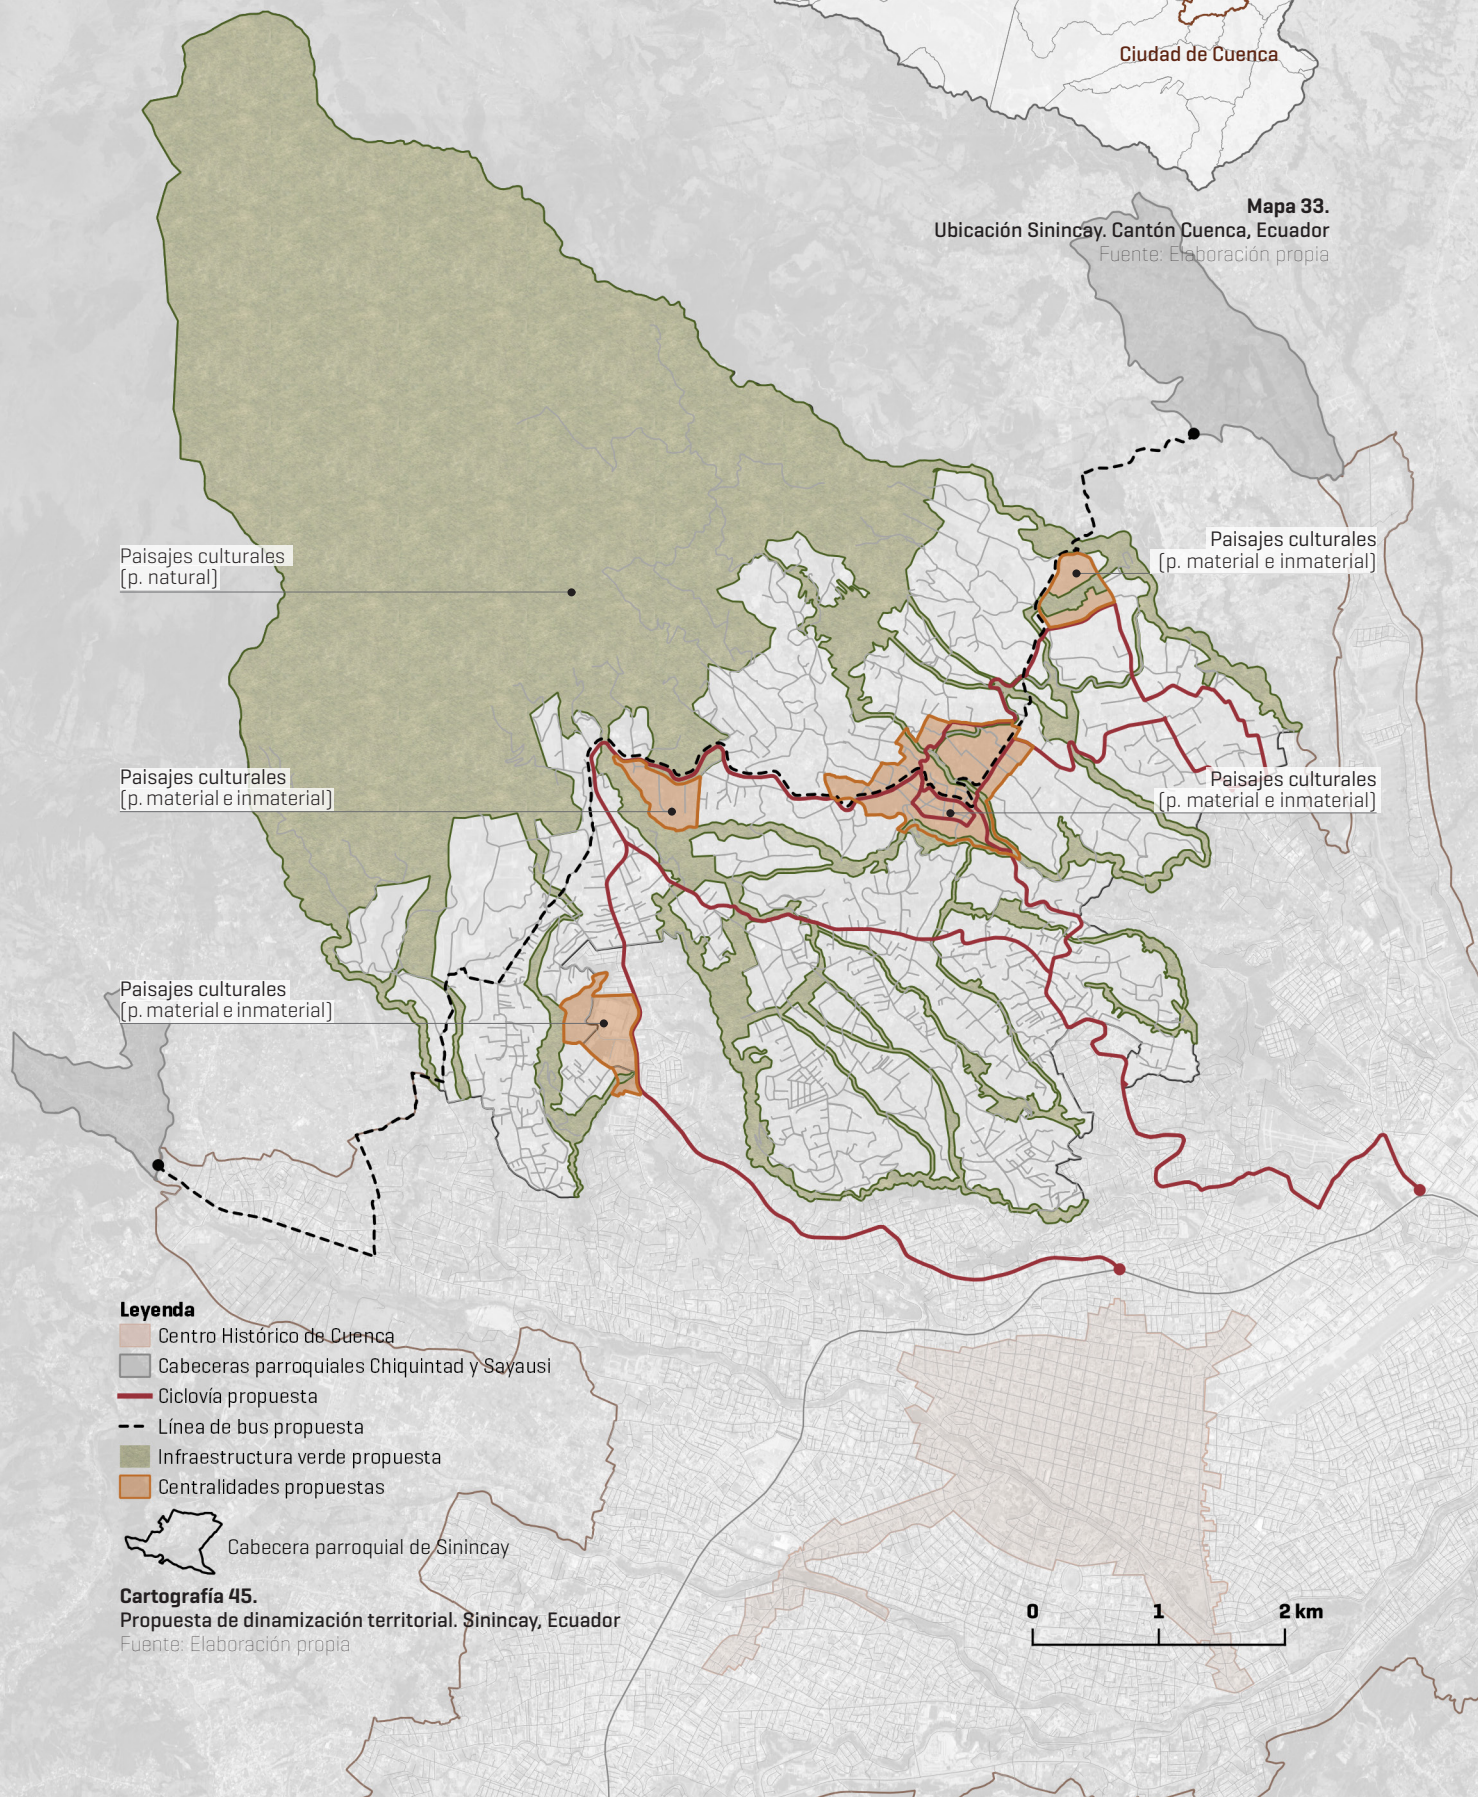 Ciudad de Cuenca
Mapa 33.
Ubicación Sinincay. Cantón Cuenca, Ecuador
Fuente: Elaboración propia
Paisajes culturales
(p. material e inmaterial)
Paisajes culturales
(p. natural)
Paisajes culturales
(p. material e inmaterial)
Paisajes culturales
(p. material e inmaterial)
Paisajes culturales
(p. material e inmaterial)
Leyenda
Centro Histórico de Cuenca
Cabeceras parroquiales Chiquintad y Sayausi
Ciclovía propuesta
Línea de bus propuesta
Infraestructura verde propuesta
Centralidades propuestas
Cabecera parroquial de Sinincay
Cartografía 45.
Propuesta de dinamización territorial. Sinincay, Ecuador
Fuente: Elaboración propia
0 1 2 km